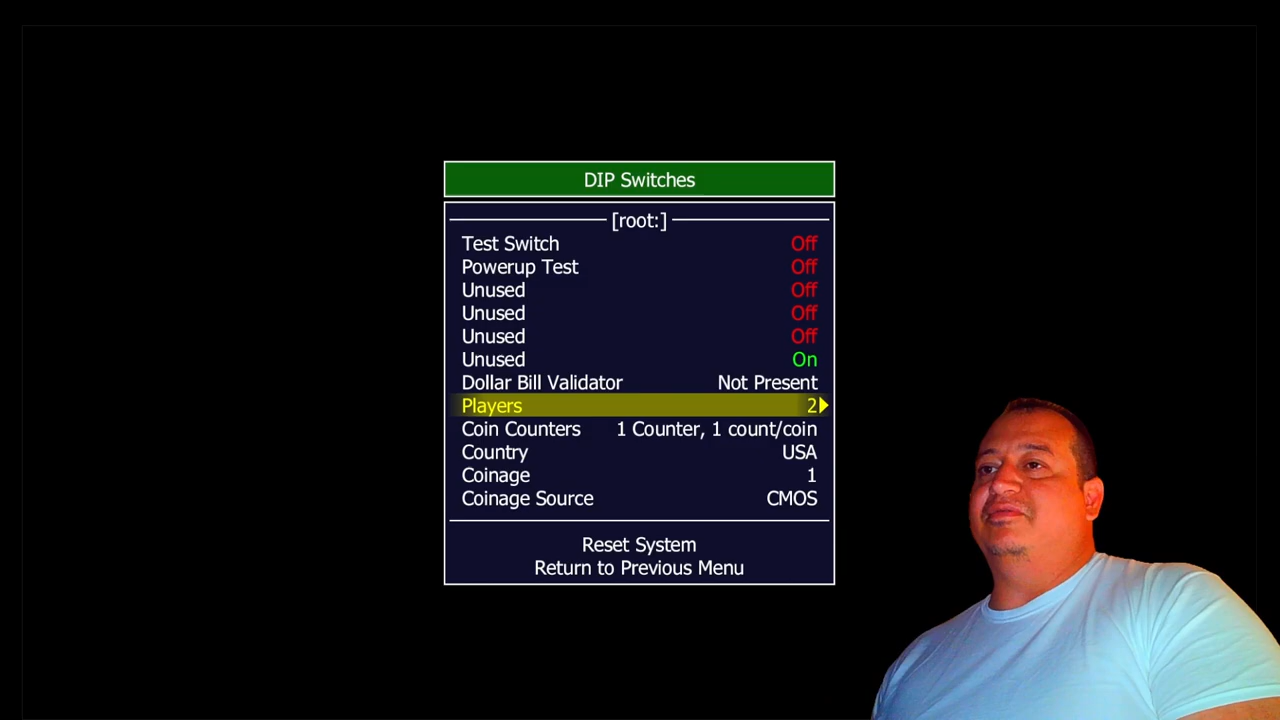 DIP Switches
[root:]
Test Switch Off
Powerup Test Off
Unused Off
Unused Off
Unused Off
Unused On
Dollar Bill Validator Not Present
Players 2
Coin Counters 1 Counter, 1 count/coin
Country USA
Coinage 1
Coinage Source CMOS
Reset System
Return to Previous Menu